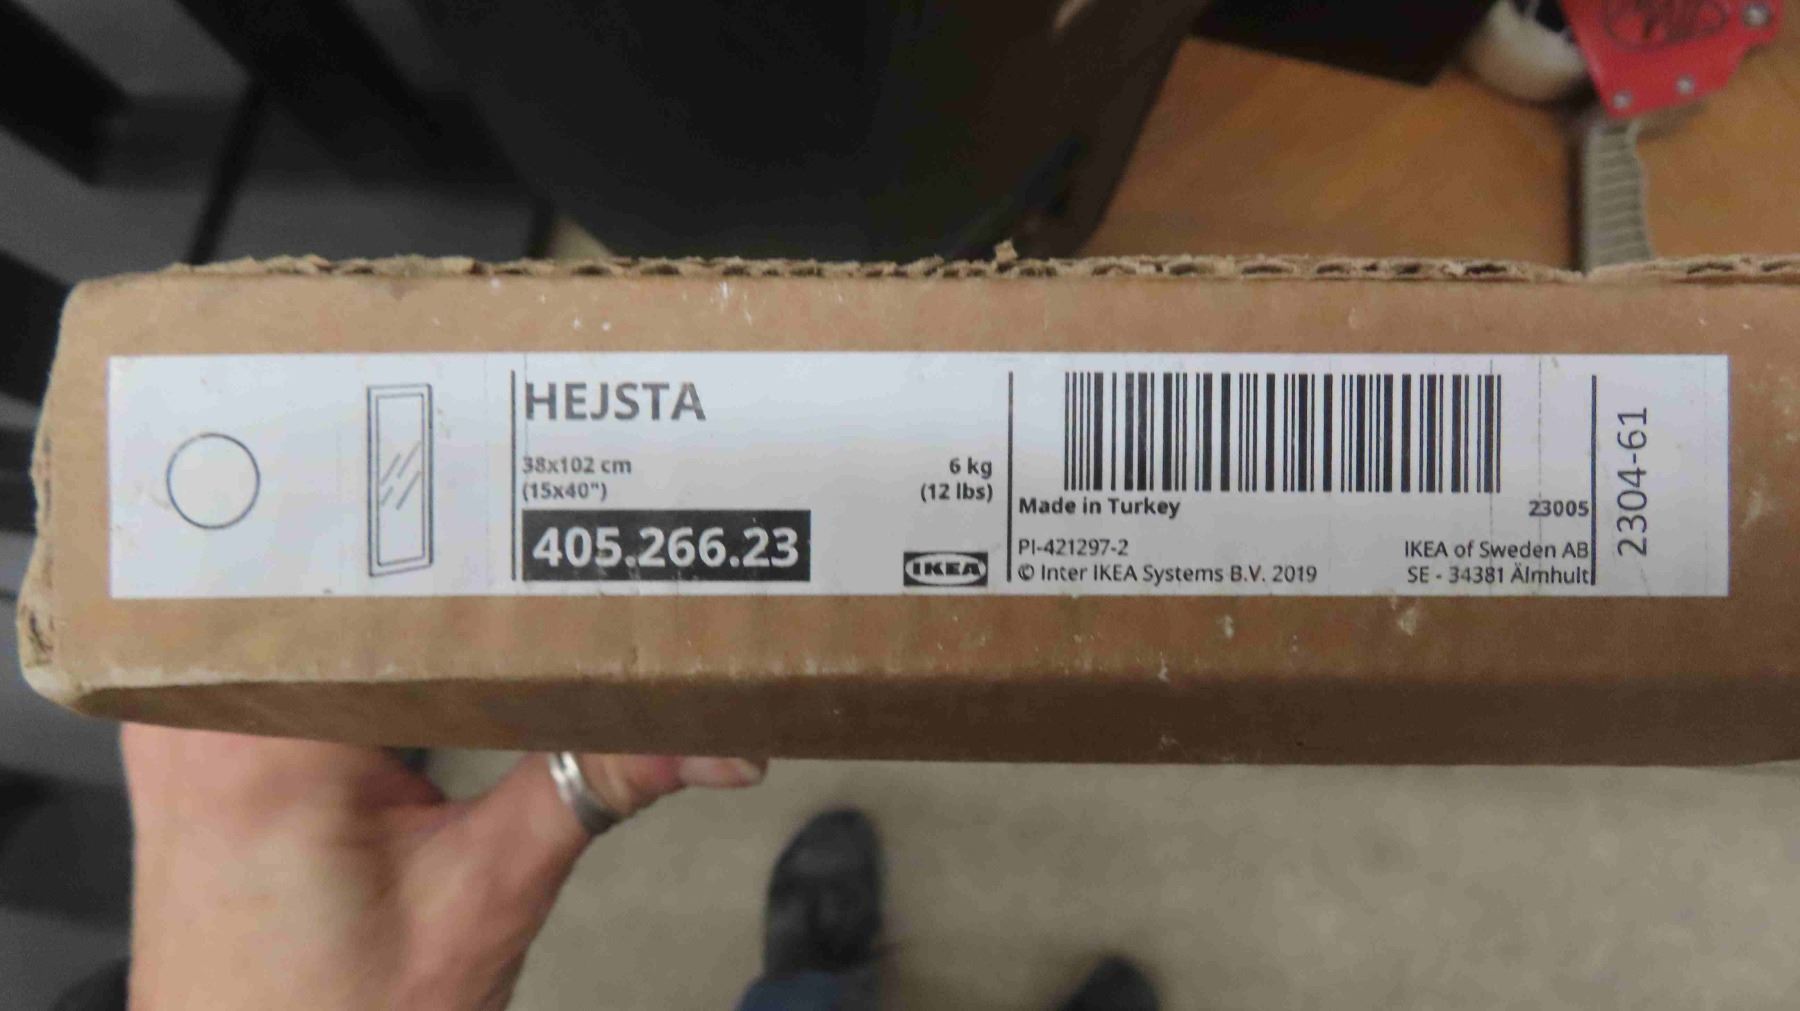 HEJSTA
38x102 cm
(15x40")
6 kg
(12 lbs)
405.266.23
IKEA
Made in Turkey
23005
PI-421297-2
© Inter IKEA Systems B.V. 2019
IKEA of Sweden AB
SE - 34381 Älmhult
2304-61